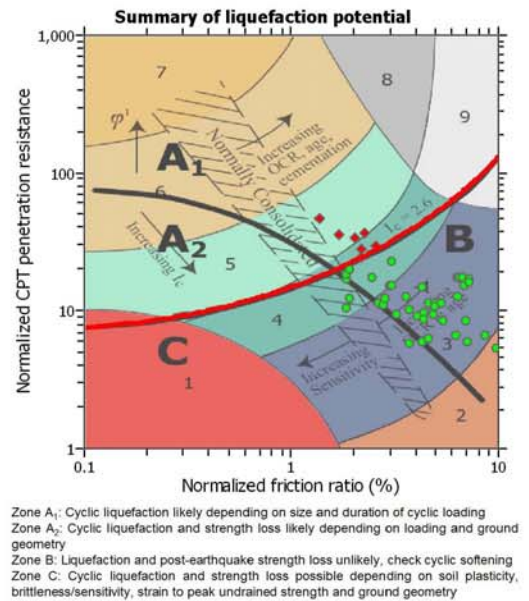 Summary of liquefaction potential
1,000
100
10
1
Normalized CPT penetration resistance
7
8
9
φ'
A1
Normally Consolidated
Increasing
OCR, age,
cementation
6
A2
Increasing Ic
5
Ic = 2.6
B
4
C
1
Increasing
Sensitivity
3
2
0.1
1
10
Normalized friction ratio (%)
Zone A1: Cyclic liquefaction likely depending on size and duration of cyclic loading
Zone A2: Cyclic liquefaction and strength loss likely depending on loading and ground
geometry
Zone B: Liquefaction and post-earthquake strength loss unlikely, check cyclic softening
Zone C: Cyclic liquefaction and strength loss possible depending on soil plasticity,
brittleness/sensitivity, strain to peak undrained strength and ground geometry